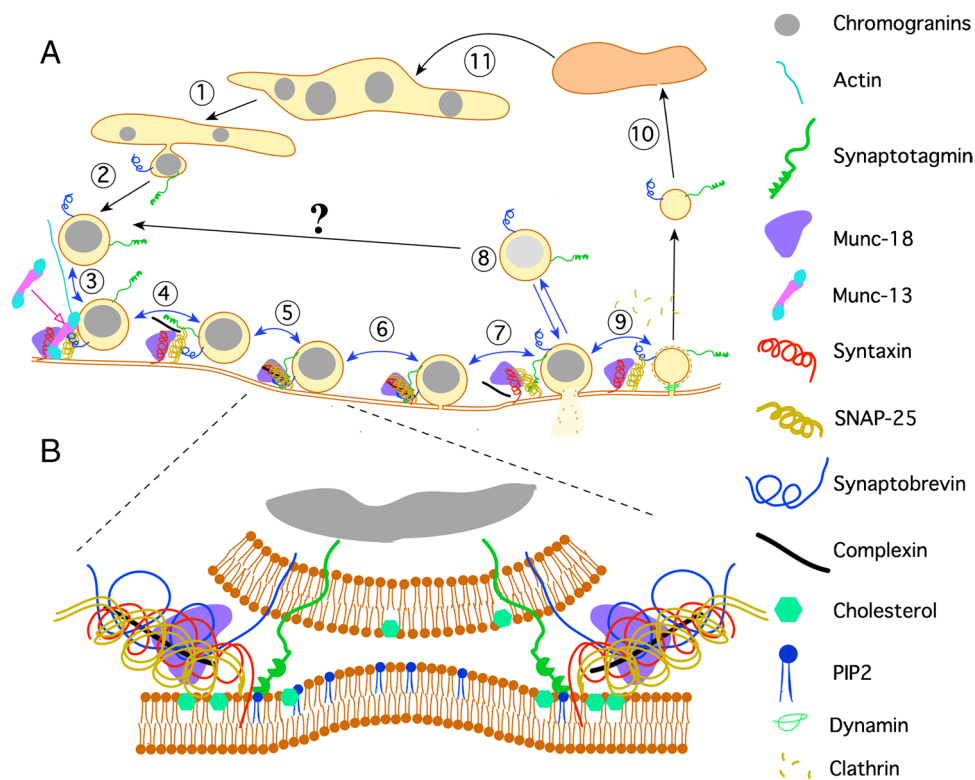 A
1
2
3
4
5
6
7
8
9
10
11
?
B
Chromogranins
Actin
Synaptotagmin
Munc-18
Munc-13
Syntaxin
SNAP-25
Synaptobrevin
Complexin
Cholesterol
PIP2
Dynamin
Clathrin